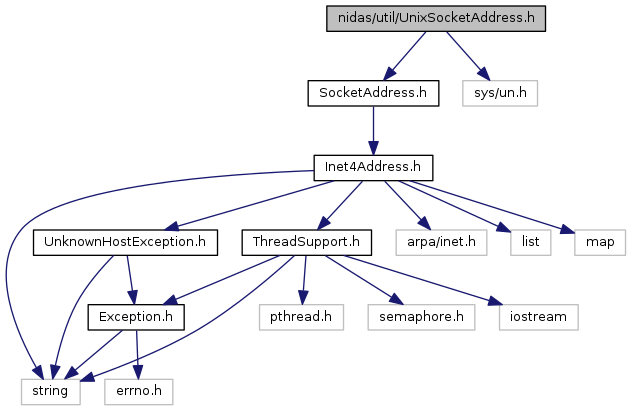 nidas/util/UnixSocketAddress.h
SocketAddress.h
sys/un.h
Inet4Address.h
UnknownHostException.h
ThreadSupport.h
arpa/inet.h
list
map
Exception.h
pthread.h
semaphore.h
iostream
string
errno.h